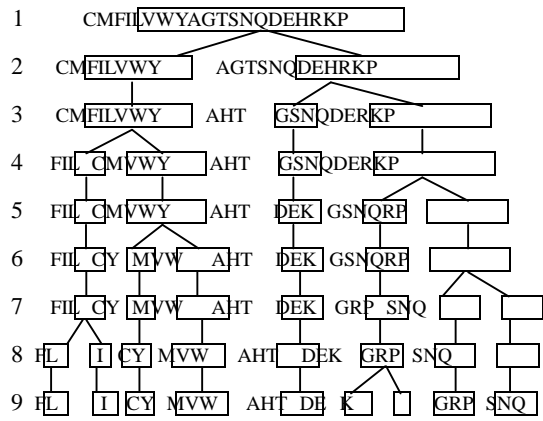 1 CMFILVWYAGTSNQDEHRKP
2 CMFILVWY AGTSNQDEHRKP
3 CMFILVWY AHT GSNQDERKP
4 FIL CMVWY AHT GSNQDERKP
5 FIL CMVWY AHT DEK GSNQRP
6 FIL CY MVW AHT DEK GSNQRP
7 FIL CY MVW AHT DEK GRP SNQ
8 FL I CY MVW AHT DEK GRP SNQ
9 FL I CY MVW AHT DE K GRP SNQ